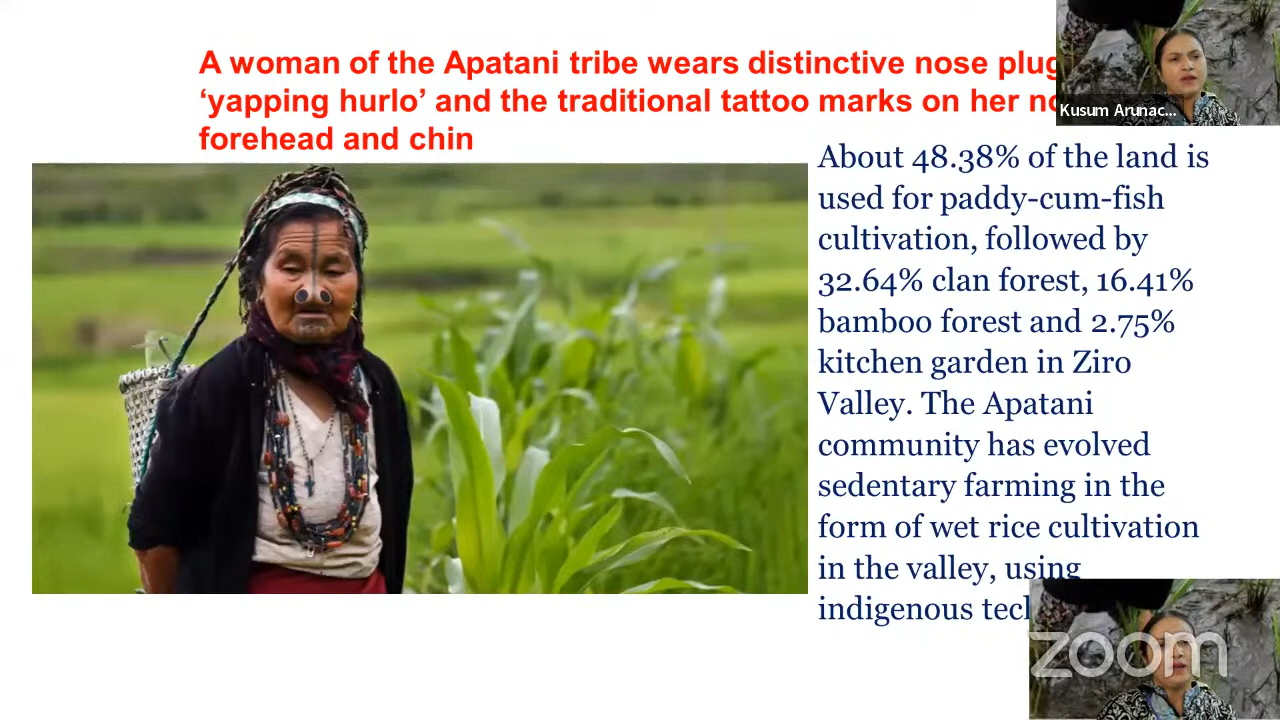 A woman of the Apatani tribe wears distinctive nose
‘yapping hurlo’ and the traditional tattoo marks on her
forehead and chin
Kusum Arunac...
About 48.38% of the land is
used for paddy-cum-fish
cultivation, followed by
32.64% clan forest, 16.41%
bamboo forest and 2.75%
kitchen garden in Ziro
Valley. The Apatani
community has evolved
sedentary farming in the
form of wet rice cultivation
in the valley, using
indigenous
zoom